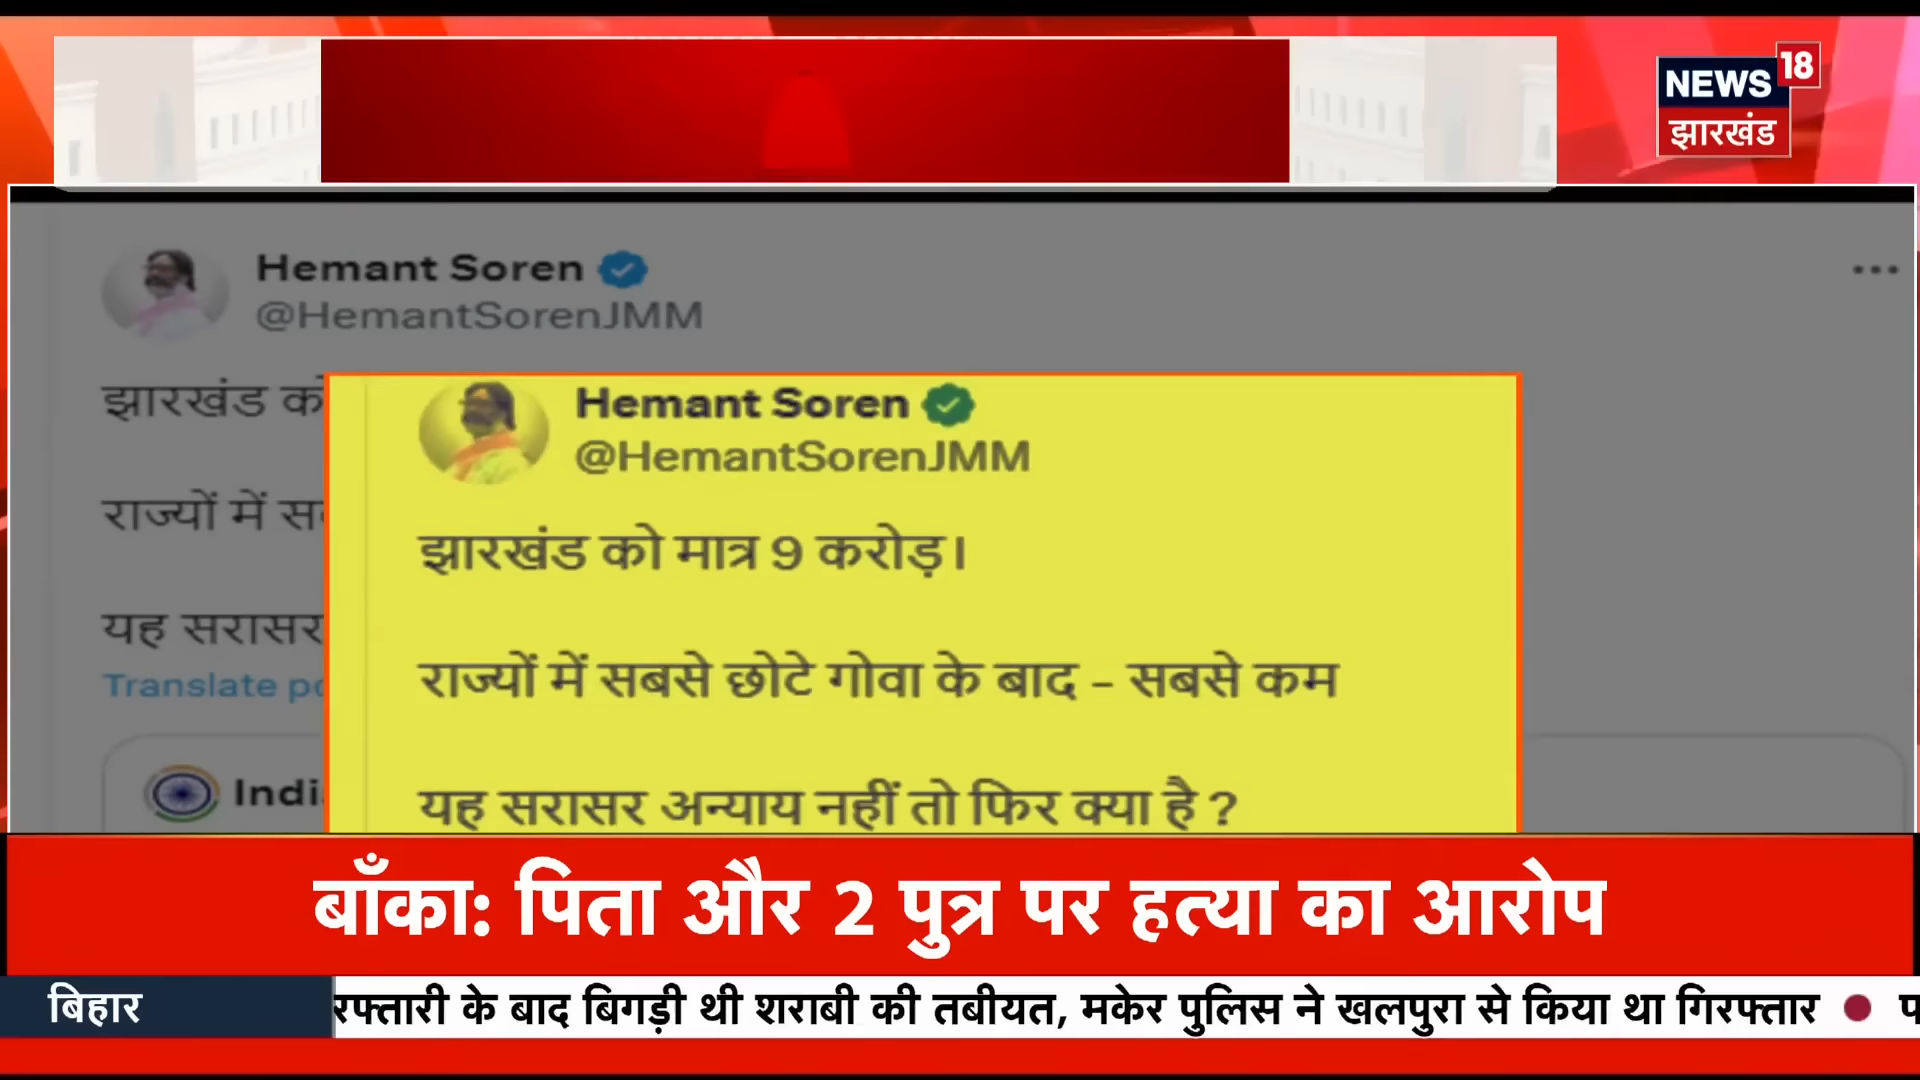 NEWS 18
झारखंड
Hemant Soren
@HemantSorenJMM
झारखंड
राज्यों में
यह सरासर
Translate
Hemant Soren
@HemantSorenJMM
झारखंड को मात्र 9 करोड़।
राज्यों में सबसे छोटे गोवा के बाद - सबसे कम
यह सरासर अन्याय नहीं तो फिर क्या है ?
बाँका: पिता और 2 पुत्र पर हत्या का आरोप
बिहार
रफ्तारी के बाद बिगड़ी थी शराबी की तबीयत, मकेर पुलिस ने खलपुरा से किया था गिरफ्तार